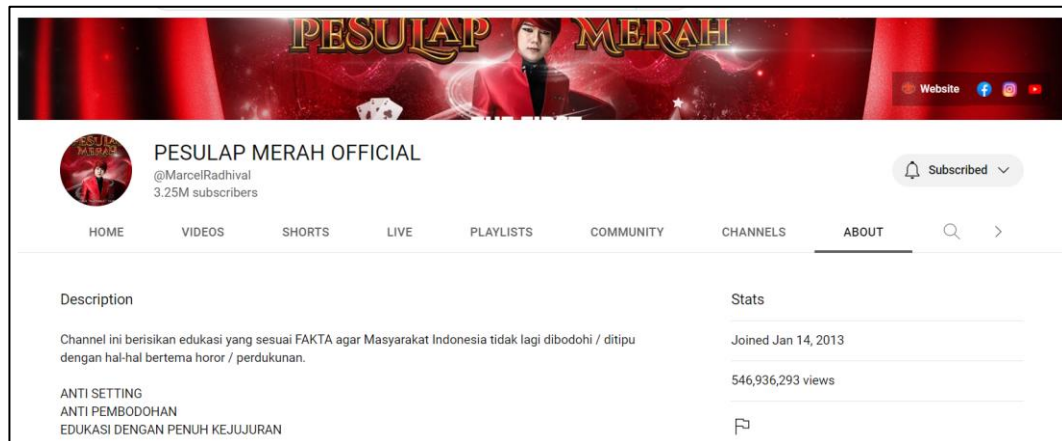 PESULAP MERAH
Website
PESULAP MERAH
PESULAP MERAH OFFICIAL
@MarcelRadhival
3.25M subscribers
Subscribed
HOME VIDEOS SHORTS LIVE PLAYLISTS COMMUNITY CHANNELS ABOUT
Description
Channel ini berisikan edukasi yang sesuai FAKTA agar Masyarakat Indonesia tidak lagi dibodohi / ditipu
dengan hal-hal bertema horor / perdukunan.
ANTI SETTING
ANTI PEMBODOHAN
EDUKASI DENGAN PENUH KEJUJURAN
Stats
Joined Jan 14, 2013
546,936,293 views